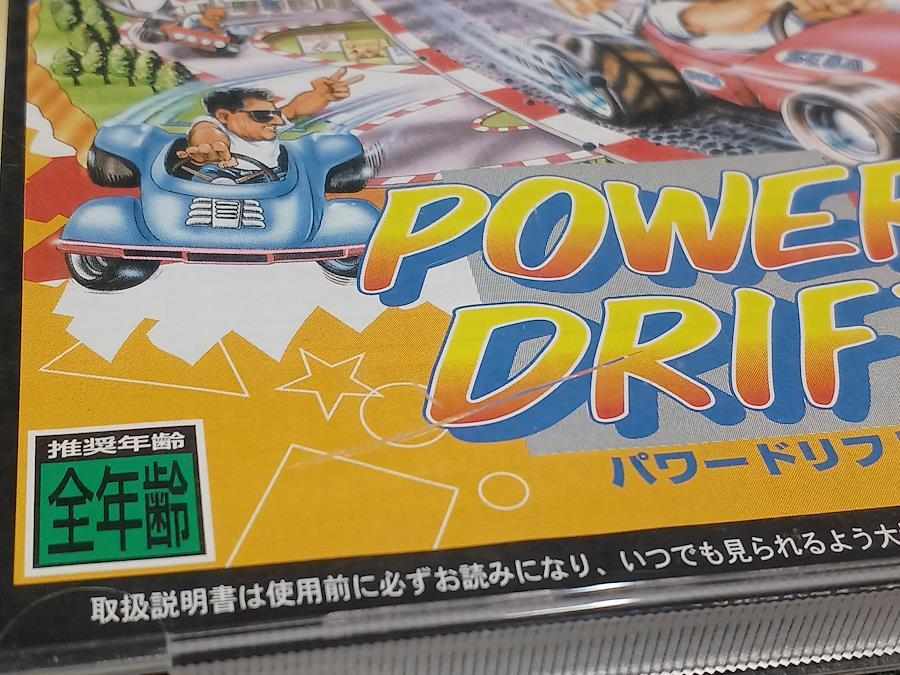 SEGA
POWER
DRIF
パワードリフ
推奨年齢
全年齢
取扱説明書は使用前に必ずお読みになり、いつでも見られるよう大